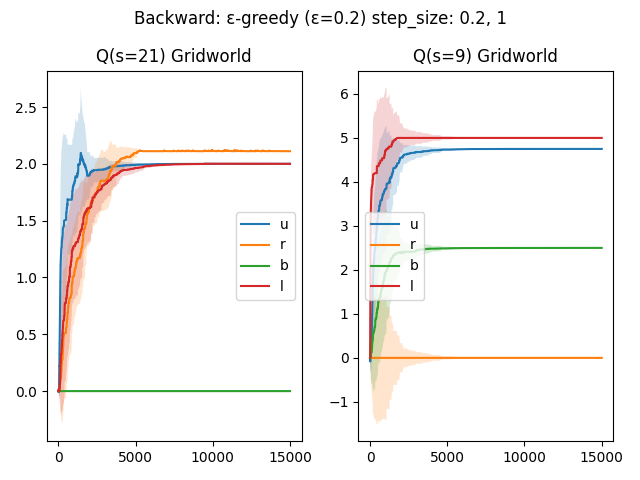 Backward: ε-greedy (ε=0.2) step_size: 0.2, 1
Q(s=21) Gridworld
2.5
2.0
1.5
1.0
0.5
0.0
u
r
b
l
0
5000
10000
15000
Q(s=9) Gridworld
6
5
4
3
2
1
0
−1
u
r
b
l
0
5000
10000
15000